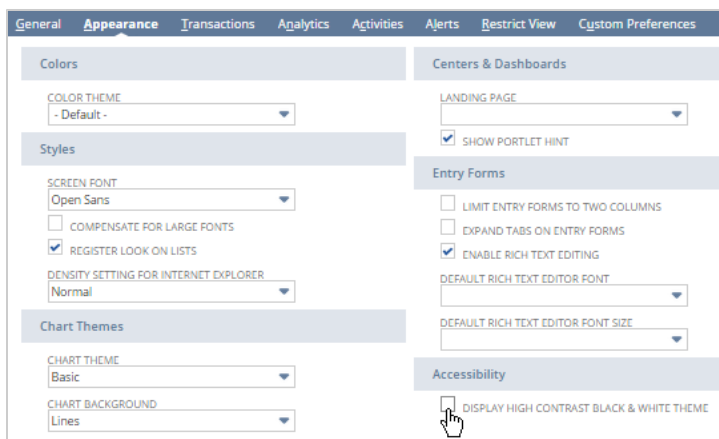 General Appearance Transactions Analytics Activities Alerts Restrict View Custom Preferences
Colors
COLOR THEME
- Default -
Styles
SCREEN FONT
Open Sans
COMPENSATE FOR LARGE FONTS
REGISTER LOOK ON LISTS
DENSITY SETTING FOR INTERNET EXPLORER
Normal
Chart Themes
CHART THEME
Basic
CHART BACKGROUND
Lines
Centers & Dashboards
LANDING PAGE
SHOW PORTLET HINT
Entry Forms
LIMIT ENTRY FORMS TO TWO COLUMNS
EXPAND TABS ON ENTRY FORMS
ENABLE RICH TEXT EDITING
DEFAULT RICH TEXT EDITOR FONT
DEFAULT RICH TEXT EDITOR FONT SIZE
Accessibility
DISPLAY HIGH CONTRAST BLACK & WHITE THEME